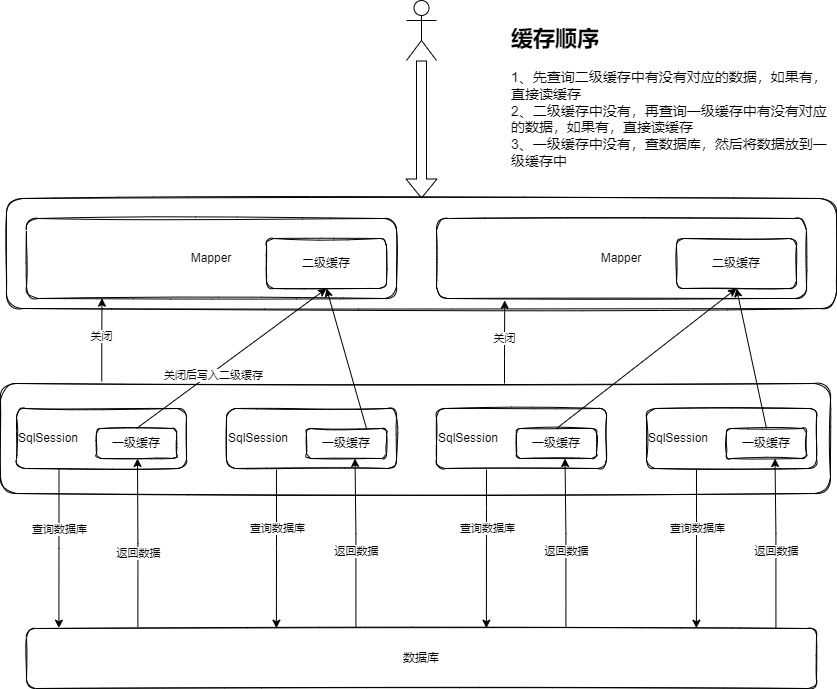 缓存顺序
1、先查询二级缓存中有没有对应的数据，如果有，
直接读缓存
2、二级缓存中没有，再查询一级缓存中有没有对应
的数据，如果有，直接读缓存
3、一级缓存中没有，查数据库，然后将数据放到一
级缓存中
Mapper
二级缓存
Mapper
二级缓存
关闭
关闭
关闭后写入二级缓存
SqlSession
一级缓存
SqlSession
一级缓存
SqlSession
一级缓存
SqlSession
一级缓存
查询数据库
返回数据
查询数据库
返回数据
查询数据库
返回数据
查询数据库
返回数据
数据库